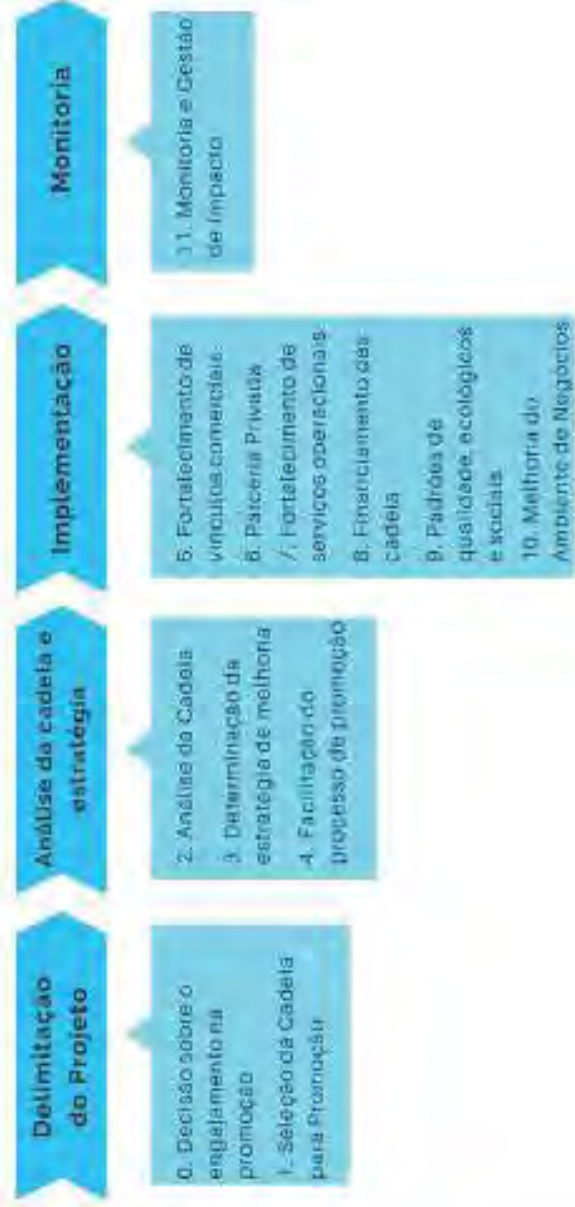 Delimitação
do Projeto
0. Decisão sobre o
engajamento na
promoção
1. Seleção da Cadeia
para Promoção
Análise da cadeia e
estratégia
2. Análise da Cadeia
3. Determinação da
estratégia de melhoria
4. Facilitação do
processo de promoção
Implementação
5. Fortalecimento de
vínculos comerciais
6. Parceria Privada
7. Fortalecimento de
serviços operacionais
8. Financiamento das
cadeia
9. Padrões de
qualidade, ecológicos
e sociais
10. Melhoria do
Ambiente de Negócios
Monitoria
11. Monitoria e Gestão
de Impacto